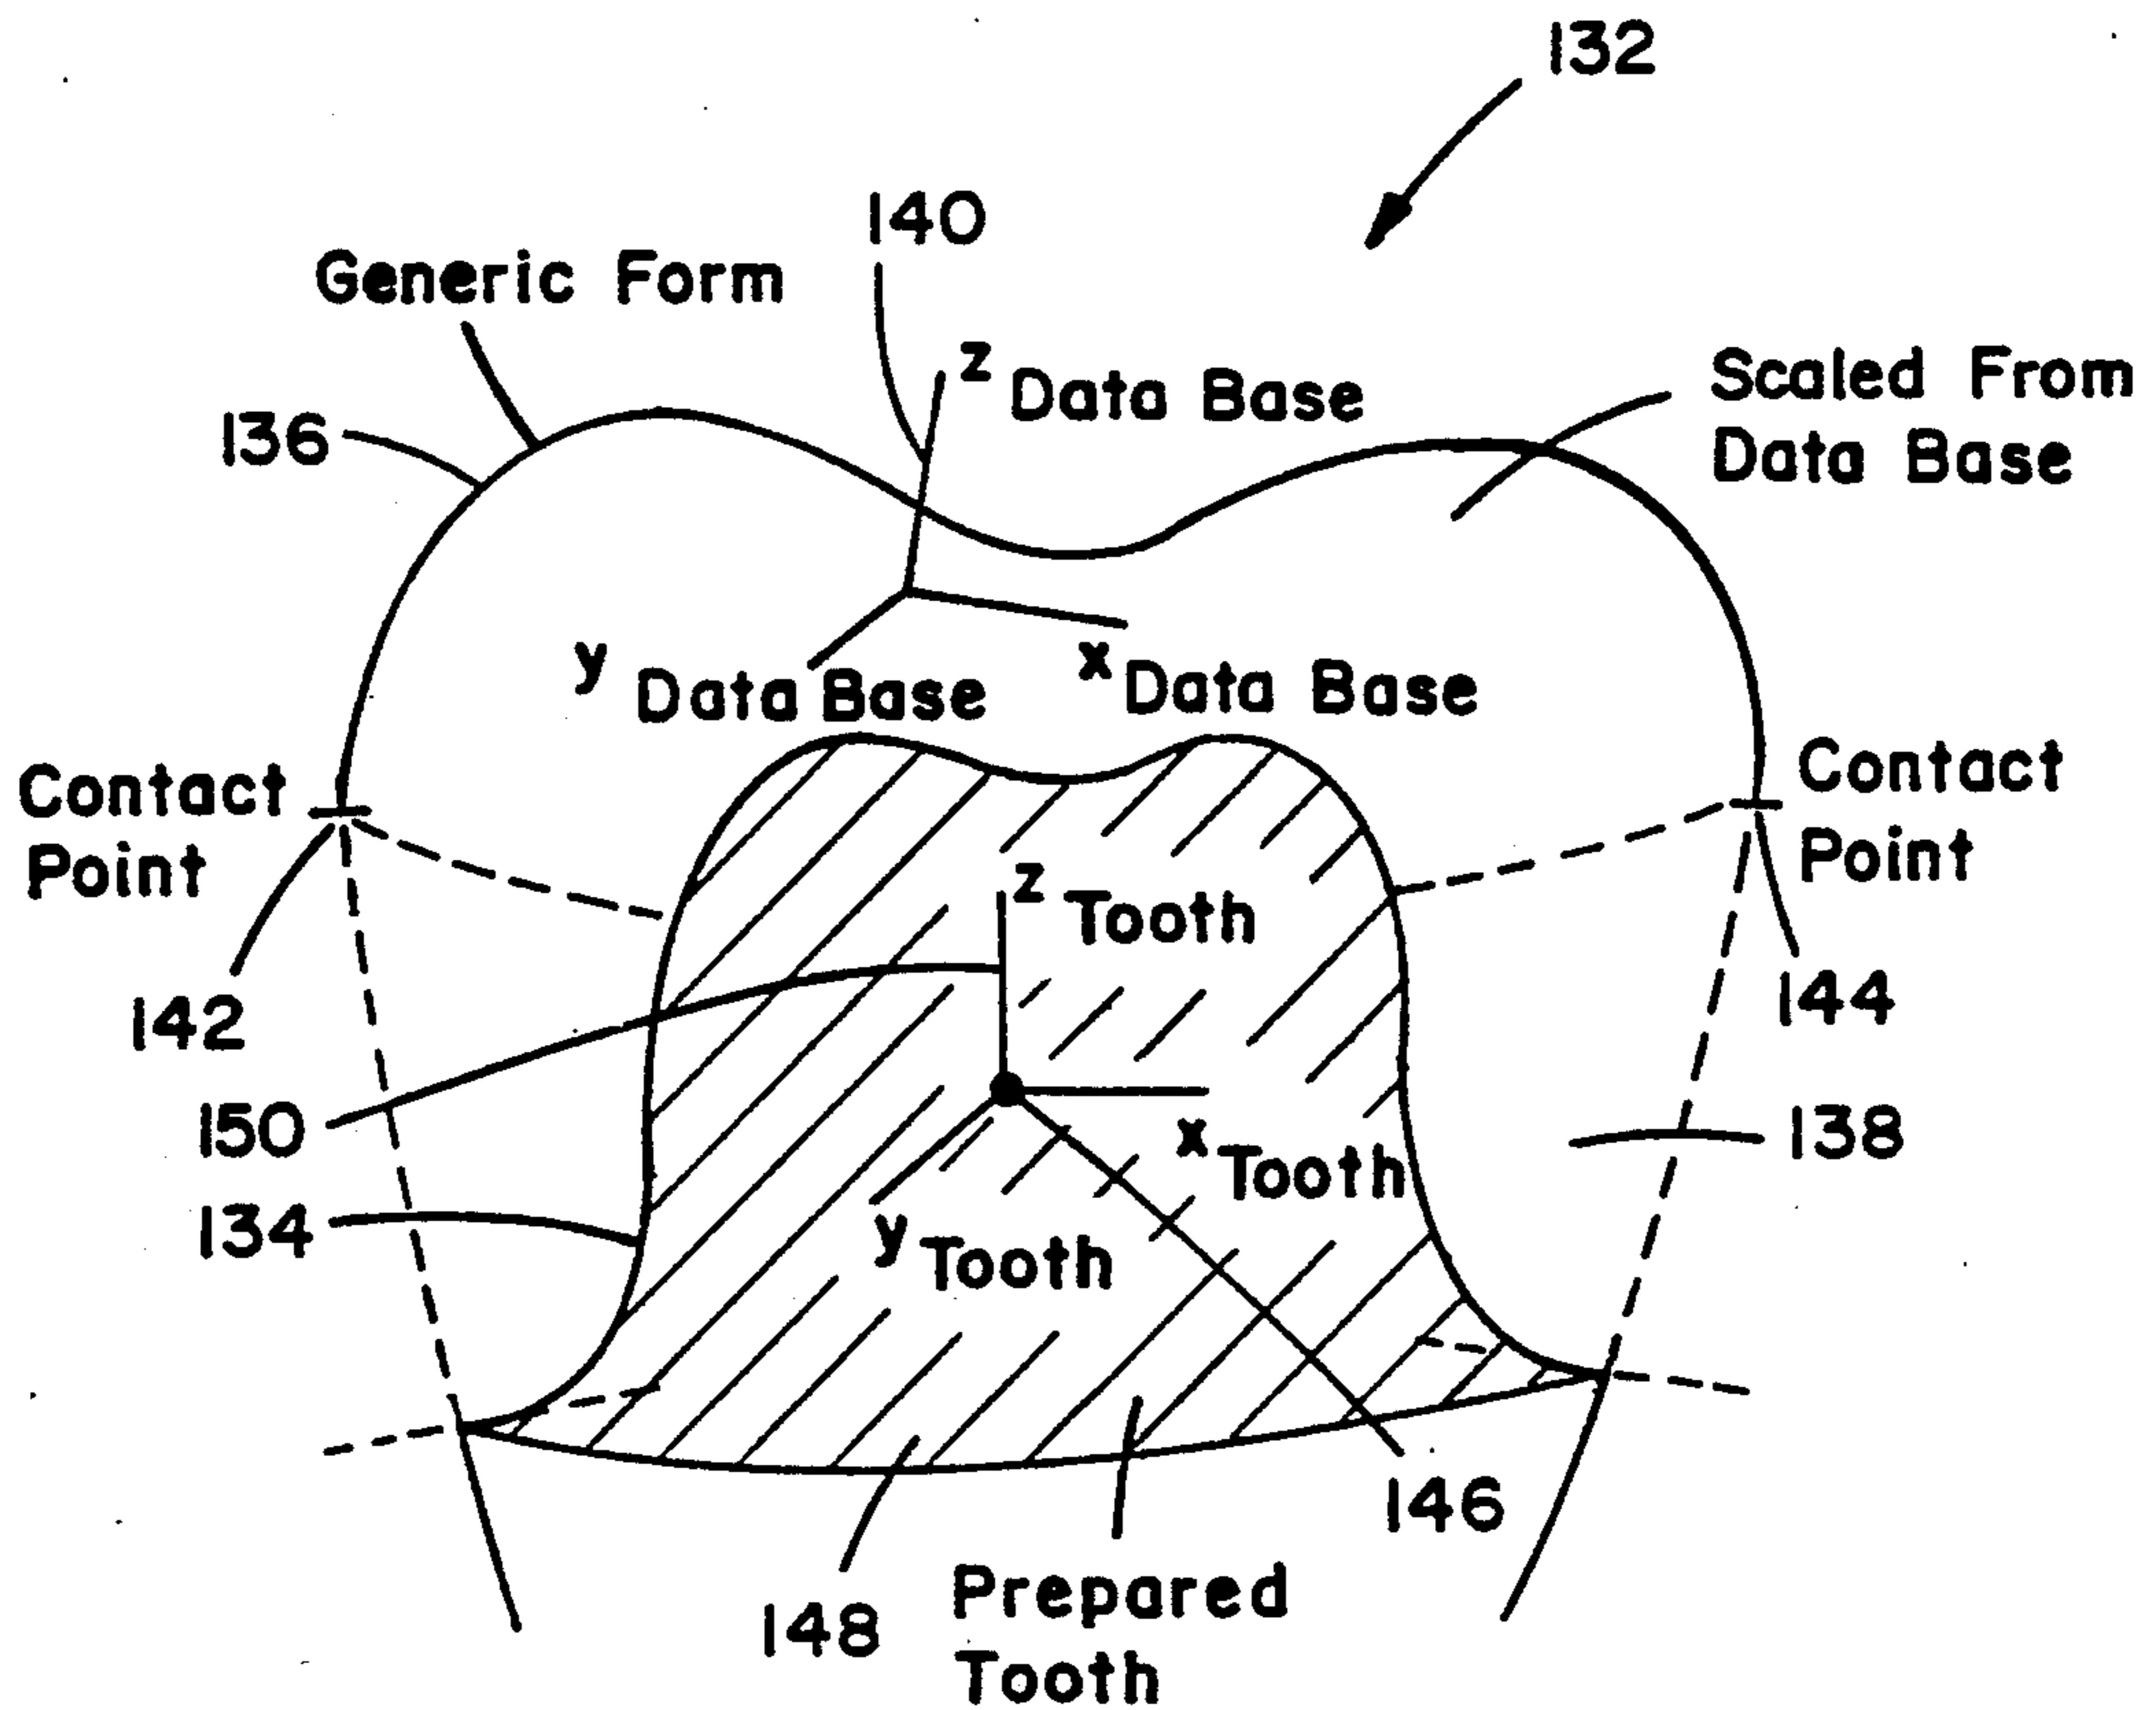 132
140
Generic Form
z Data Base
Scaled From
Data Base
136
y Data Base
x Data Base
Contact
Point
Contact
Point
z Tooth
142
144
150
138
x Tooth
134
y Tooth
146
148
Prepared
Tooth